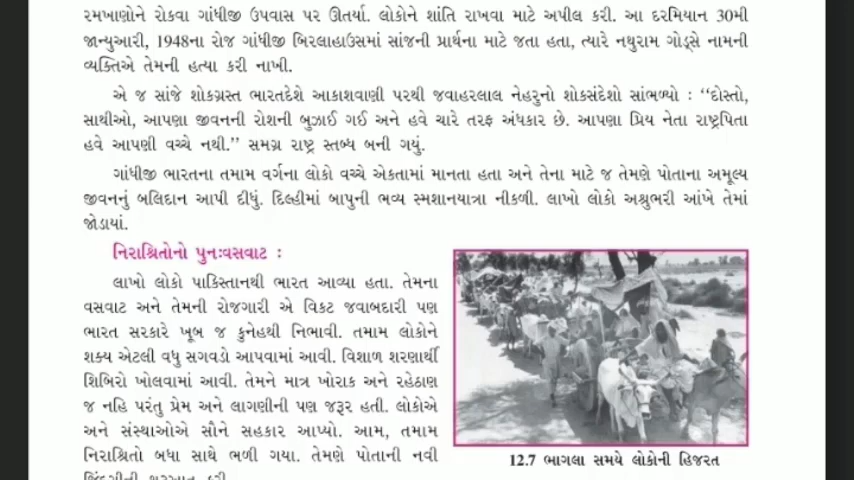 રમખાણોને રોકવા ગાંધીજી ઉપવાસ પર ઊતર્યા. લોકોને શાંતિ રાખવા માટે અપીલ કરી. આ દરમિયાન 30મી
જાન્યુઆરી, 1948ના રોજ ગાંધીજી બિરલાહાઉસમાં સાંજની પ્રાર્થના માટે જતા હતા, ત્યારે નથુરામ ગોડ્સે નામની
વ્યક્તિએ તેમની હત્યા કરી નાખી.
એ જ સાંજે શોકગ્રસ્ત ભારતદેશે આકાશવાણી પરથી જવાહરલાલ નેહરુનો શોકસંદેશો સાંભળ્યો : ‘‘દોસ્તો,
સાથીઓ, આપણા જીવનની રોશની બુઝાઈ ગઈ અને હવે ચારે તરફ અંધકાર છે. આપણા પ્રિય નેતા રાષ્ટ્રપિતા
હવે આપણી વચ્ચે નથી.’’ સમગ્ર રાષ્ટ્ર સ્તબ્ધ બની ગયું.
ગાંધીજી ભારતના તમામ વર્ગના લોકો વચ્ચે એકતામાં માનતા હતા અને તેના માટે જ તેમણે પોતાના અમૂલ્ય
જીવનનું બલિદાન આપી દીધું. દિલ્હીમાં બાપુની ભવ્ય સ્મશાનયાત્રા નીકળી. લાખો લોકો અશ્રુભરી આંખે તેમાં
જોડાયાં.
નિરાશ્રિતોનો પુનઃવસવાટ :
લાખો લોકો પાકિસ્તાનથી ભારત આવ્યા હતા. તેમના
વસવાટ અને તેમની રોજગારી એ વિકટ જવાબદારી પણ
ભારત સરકારે ખૂબ જ કુનેહથી નિભાવી. તમામ લોકોને
શક્ય એટલી વધુ સગવડો આપવામાં આવી. વિશાળ શરણાર્થી
શિબિરો ખોલવામાં આવી. તેમને માત્ર ખોરાક અને રહેઠાણ
જ નહિ પરંતુ પ્રેમ અને લાગણીની પણ જરૂર હતી. લોકોએ
અને સંસ્થાઓએ સૌને સહકાર આપ્યો. આમ, તમામ
નિરાશ્રિતો બધા સાથે ભળી ગયા. તેમણે પોતાની નવી
12.7 ભાગલા સમયે લોકોની હિજરત